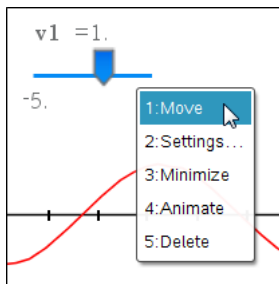 v1 =1.
-5.
1:Move
2:Settings...
3:Minimize
4:Animate
5:Delete